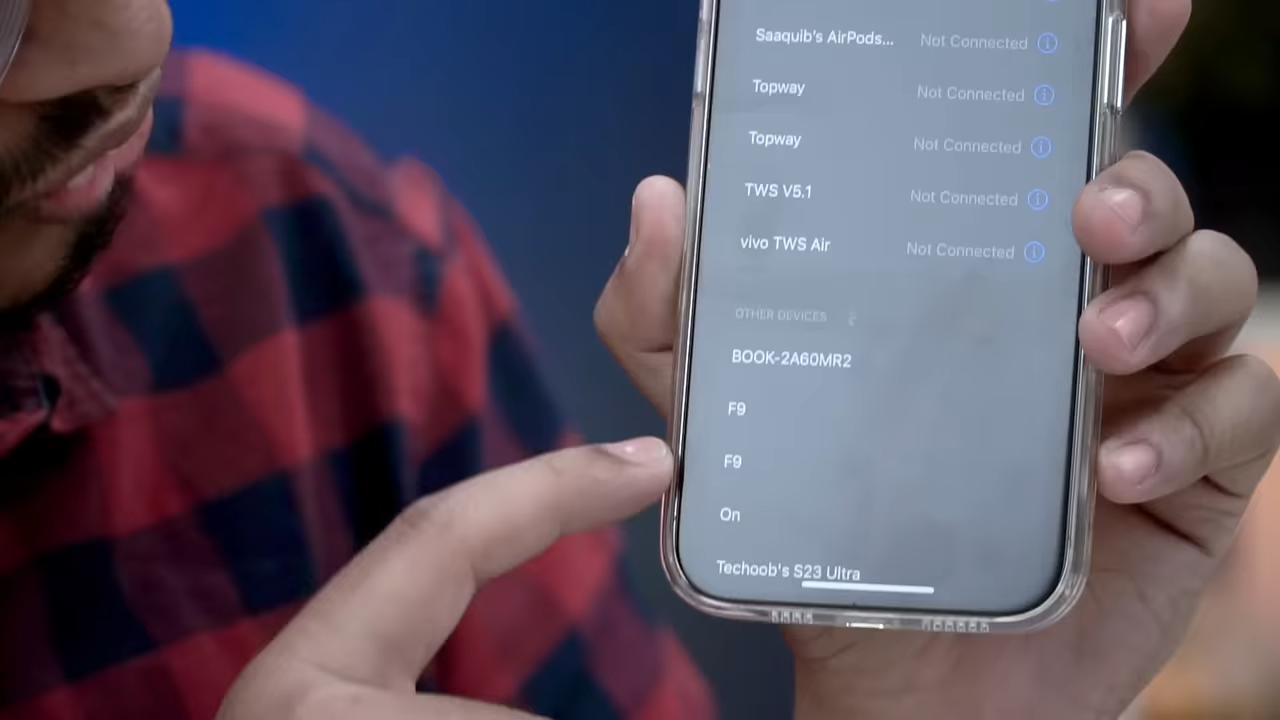 Saaquib's AirPods... Not Connected
Topway Not Connected
Topway Not Connected
TWS V5.1 Not Connected
vivo TWS Air Not Connected
OTHER DEVICES
BOOK-2A60MR2
F9
F9
On
Techoob's S23 Ultra